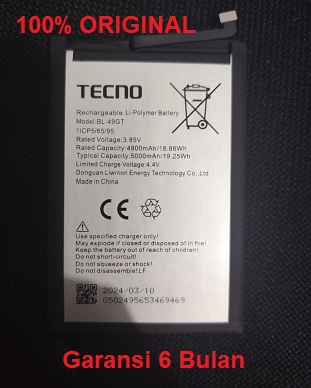 100% ORIGINAL
TECNO
Rechargeable Li-Polymer Battery
Model:BL-49GT
1ICP5/65/95
Rated Voltage:3.85V
Rated Capacity:4900mAh/18.86Wh
Typical Capacity:5000mAh/19.25Wh
Limited Charge Voltage:4.4V
Donguan Liwinon Energy Technology Co.,Ltd
Made in China
CE
Use specified charger only!
May explode if closed or disposed of in fire!
Keep the battery out of reach by children!
Do not short-circuit!
Do not squeeze or shock!
Do not disassemble! LF
2024/03/10
0502495653469469
Garansi 6 Bulan